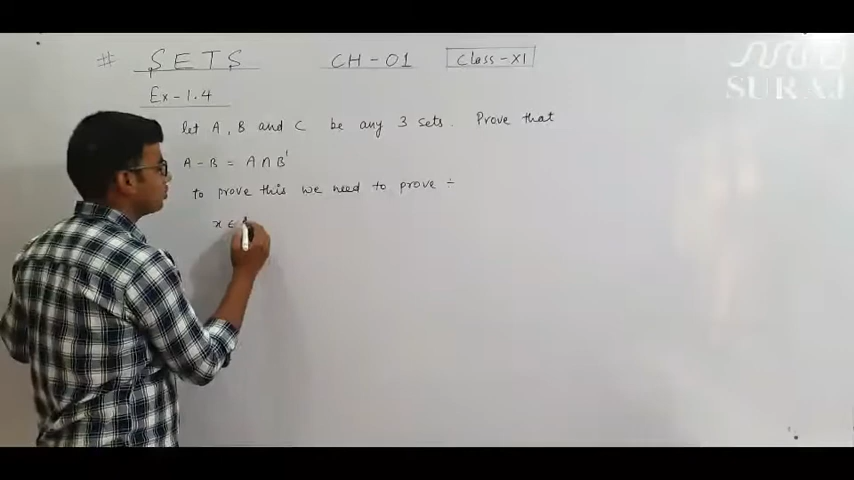 # SETS CH-01 Class-XI
Ex-1.4
let A, B and C be any 3 sets. Prove that
A - B = A ∩ B'
to prove this we need to prove ÷
x ∈
SURAJ